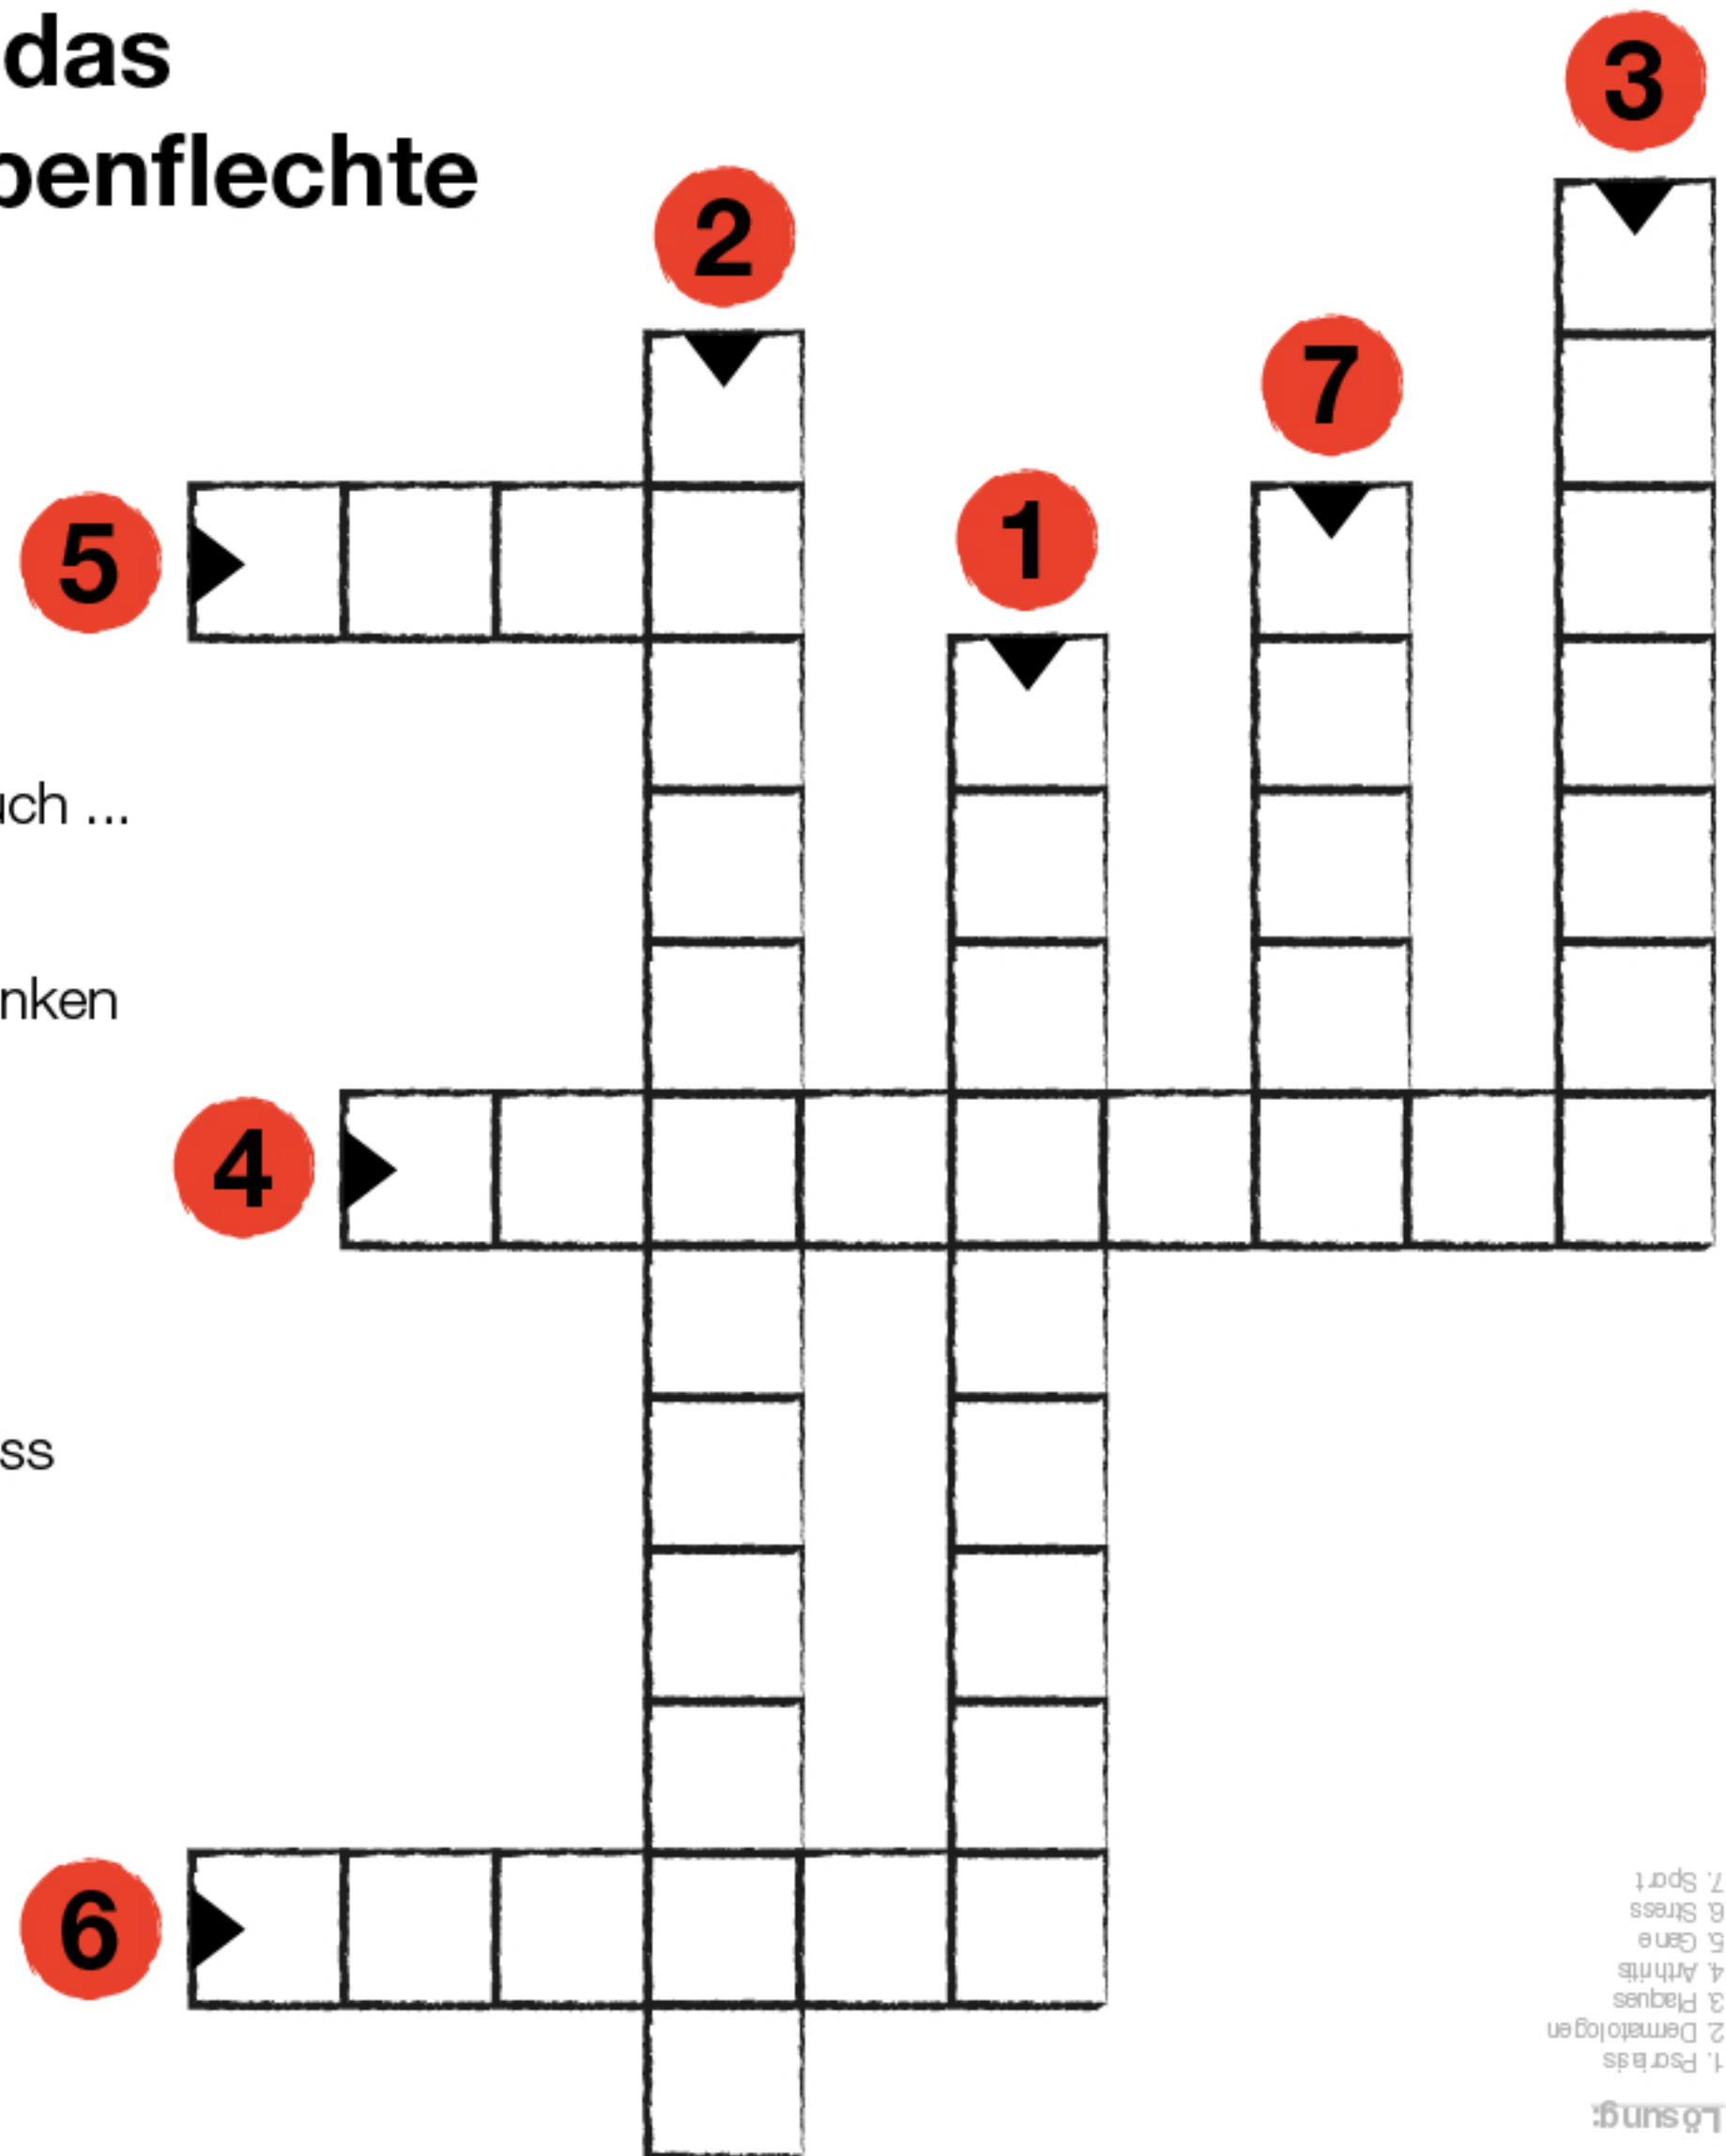 das
benflechte
3
2
7
5
1
uch ...
nken
4
ss
6
Lösung:
1. Psoriasis
2. Dermatologen
3. Plaques
4. Arthritis
5. Gene
6. Stress
7. Sport